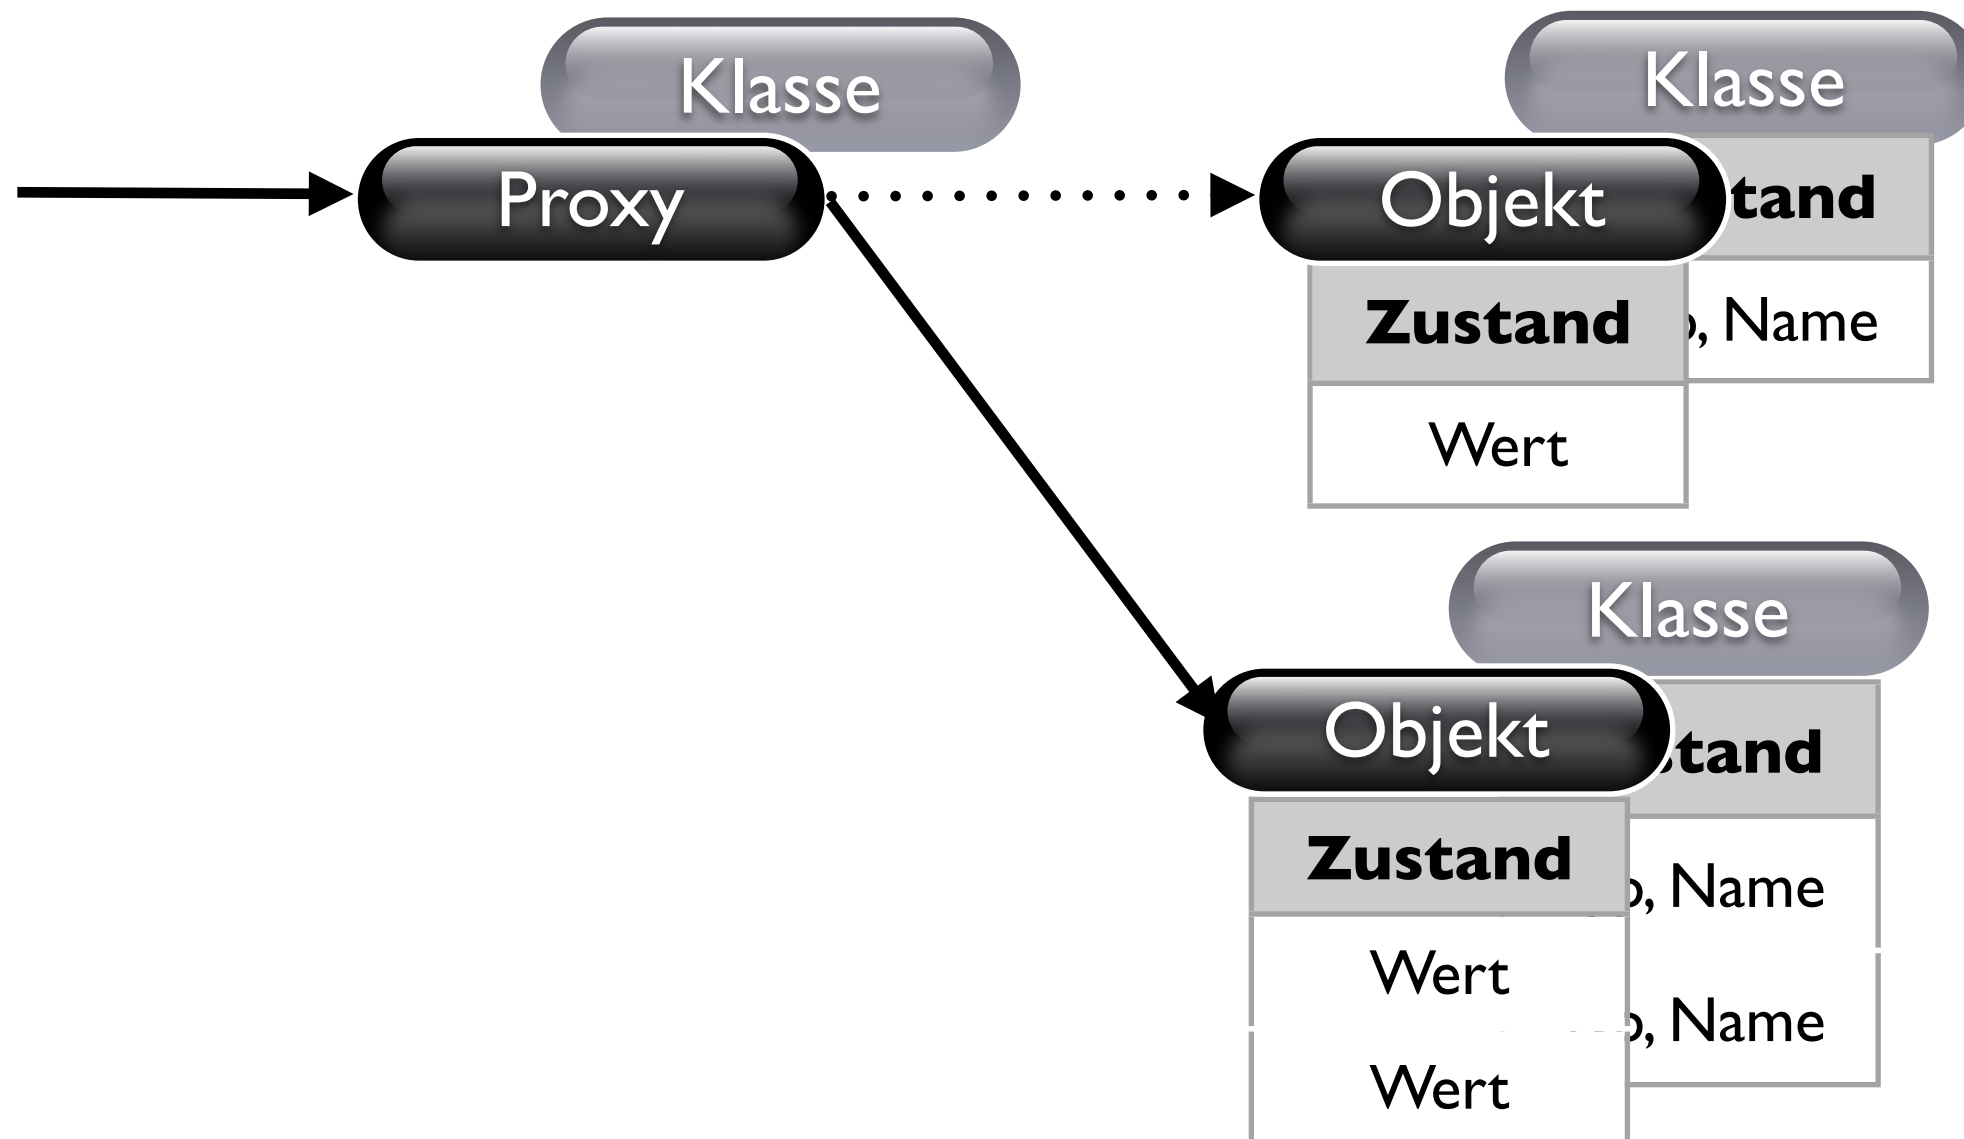 Klasse
Klasse
Proxy
Objekt
tand
Zustand
, Name
Wert
Klasse
Objekt
tand
Zustand
, Name
Wert
, Name
Wert